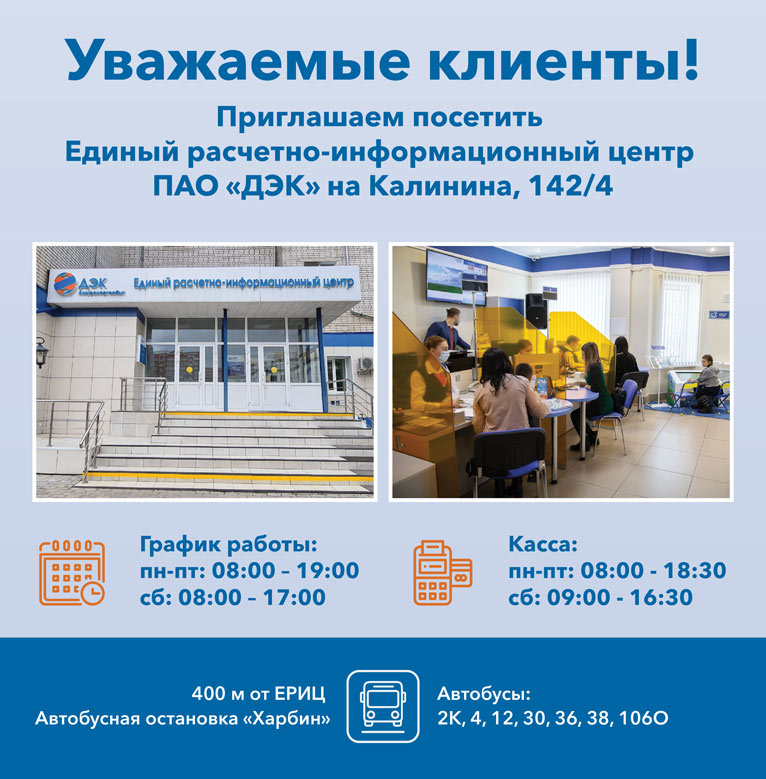 Уважаемые клиенты!
Приглашаем посетить
Единый расчетно-информационный центр
ПАО «ДЭК» на Калинина, 142/4
ДЭК
Единый расчетно-информационный центр
График работы:
пн-пт: 08:00 – 19:00
сб: 08:00 – 17:00
Касса:
пн-пт: 08:00 - 18:30
сб: 09:00 - 16:30
400 м от ЕРИЦ
Автобусная остановка «Харбин»
Автобусы:
2К, 4, 12, 30, 36, 38, 106О